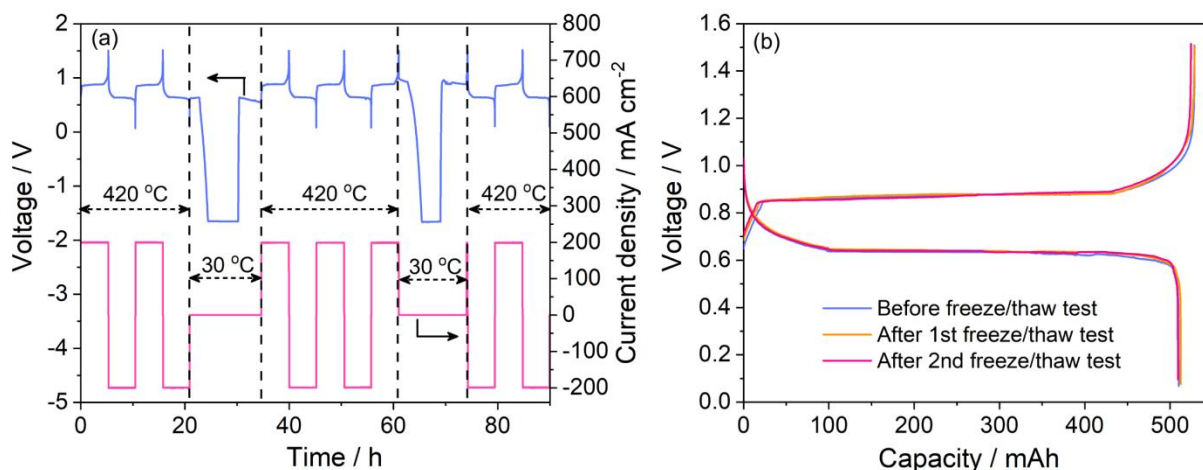 (a)
Voltage / V
2
1
0
-1
-2
-3
-4
-5
420 °C
30 °C
420 °C
30 °C
420 °C
800
700
600
500
400
300
200
100
0
-100
-200
Current density / mA cm⁻²
0
20
40
60
80
Time / h
(b)
Voltage / V
1.6
1.4
1.2
1.0
0.8
0.6
0.4
0.2
0.0
Before freeze/thaw test
After 1st freeze/thaw test
After 2nd freeze/thaw test
0
100
200
300
400
500
Capacity / mAh